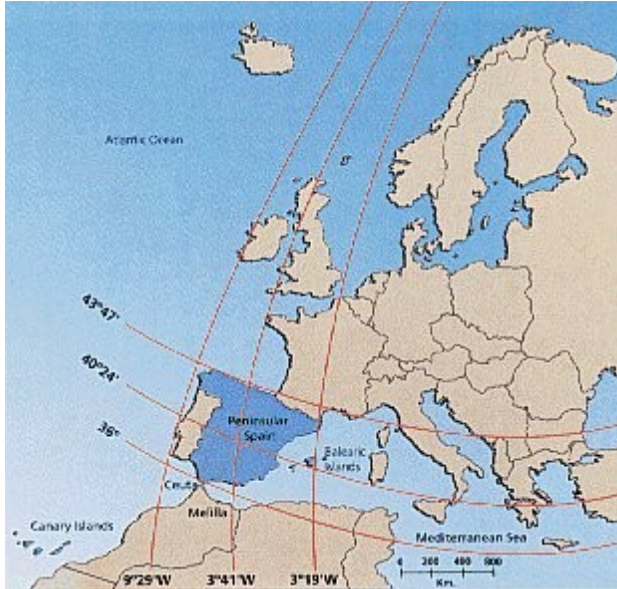 Atlantic Ocean
43°47'
40°24'
36°
Peninsular
Spain
Balearic
Islands
Ceuta
Melilla
Canary Islands
Mediterranean Sea
9°29'W
3°41'W
3°19'W
0 200 400 800
Km.